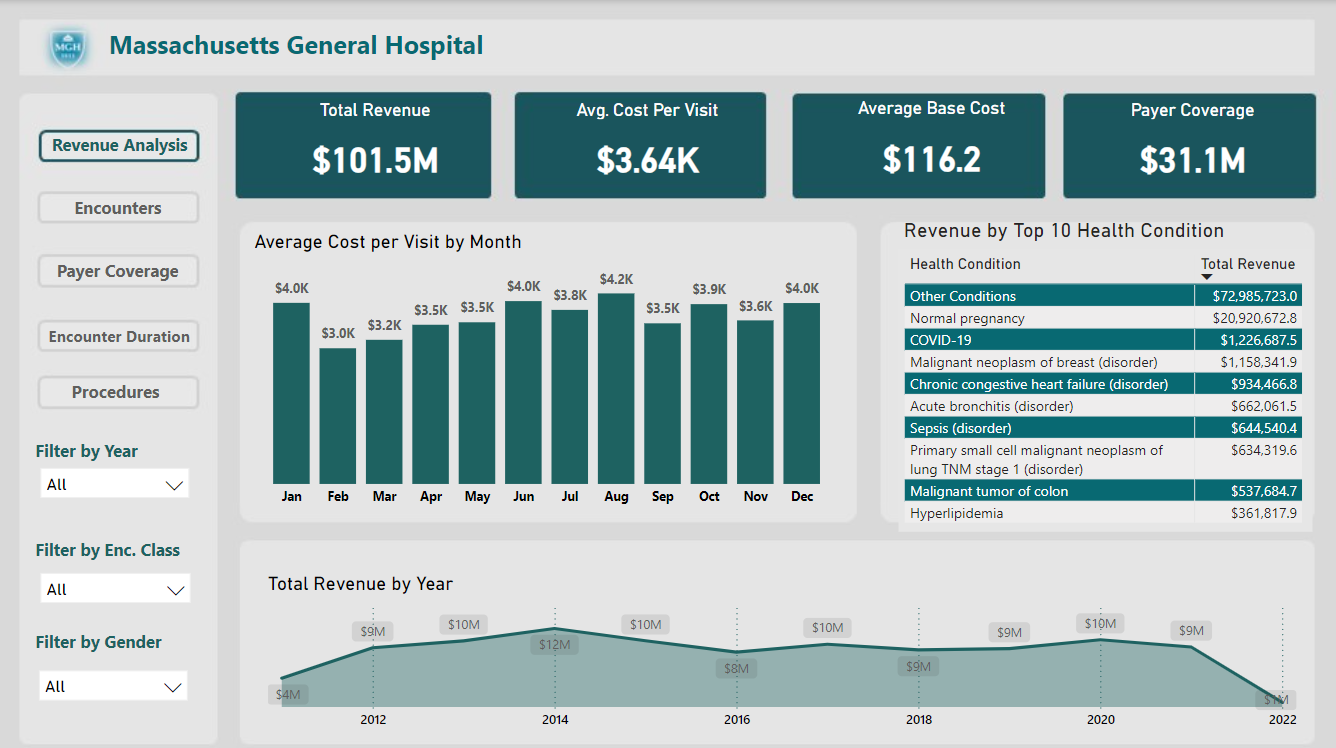 MGH
1811
Massachusetts General Hospital
Revenue Analysis
Encounters
Payer Coverage
Encounter Duration
Procedures
Filter by Year
All
Filter by Enc. Class
All
Filter by Gender
All
Total Revenue
$101.5M
Avg. Cost Per Visit
$3.64K
Average Base Cost
$116.2
Payer Coverage
$31.1M
Average Cost per Visit by Month
$4.0K $3.0K $3.2K $3.5K $3.5K $4.0K $3.8K $4.2K $3.5K $3.9K $3.6K $4.0K
Jan Feb Mar Apr May Jun Jul Aug Sep Oct Nov Dec
Revenue by Top 10 Health Condition
Health Condition Total Revenue
Other Conditions $72,985,723.0
Normal pregnancy $20,920,672.8
COVID-19 $1,226,687.5
Malignant neoplasm of breast (disorder) $1,158,341.9
Chronic congestive heart failure (disorder) $934,466.8
Acute bronchitis (disorder) $662,061.5
Sepsis (disorder) $644,540.4
Primary small cell malignant neoplasm of $634,319.6
lung TNM stage 1 (disorder)
Malignant tumor of colon $537,684.7
Hyperlipidemia $361,817.9
Total Revenue by Year
$4M $9M $10M $12M $10M $8M $10M $9M $9M $10M $9M $1M
2012 2014 2016 2018 2020 2022